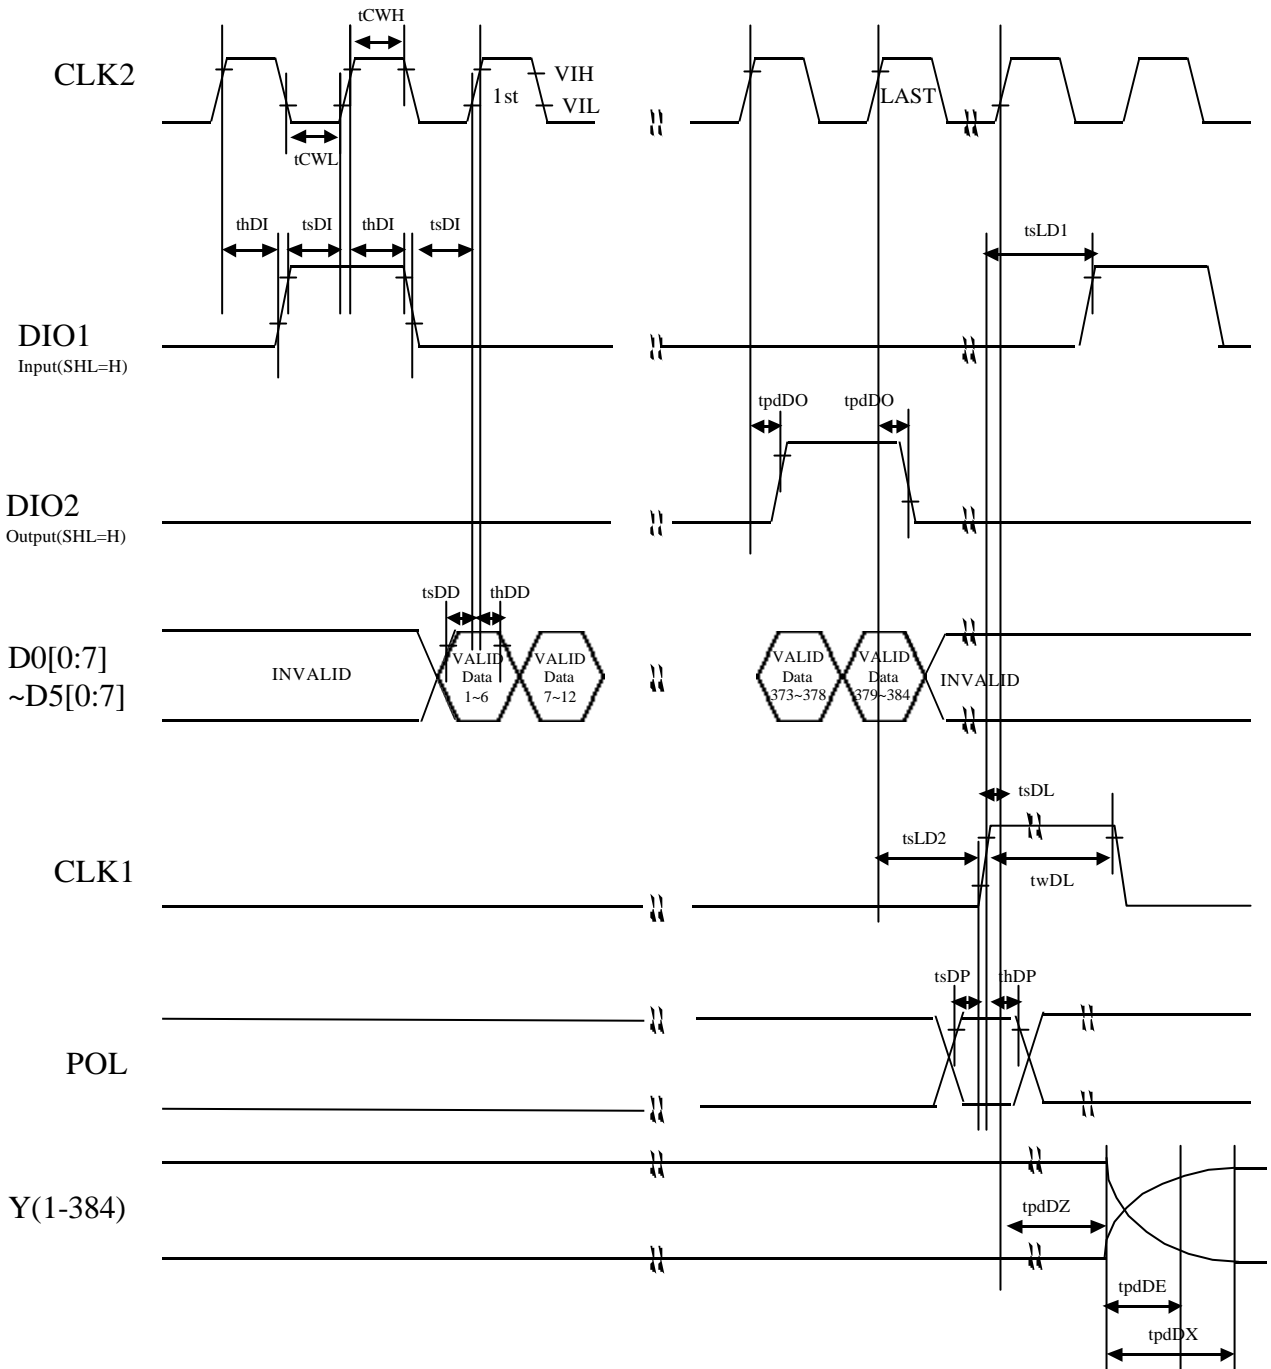 tCWH
CLK2
VIH
1st
VIL
LAST
tCWL
thDI
tsDI
thDI
tsDI
tsLD1
DIO1
Input(SHL=H)
tpdDO
tpdDO
DIO2
Output(SHL=H)
tsDD
thDD
D0[0:7]
~D5[0:7]
INVALID
VALID
Data
1~6
VALID
Data
7~12
VALID
Data
373~378
VALID
Data
379~384
INVALID
tsDL
tsLD2
CLK1
twDL
tsDP
thDP
POL
Y(1-384)
tpdDZ
tpdDE
tpdDX